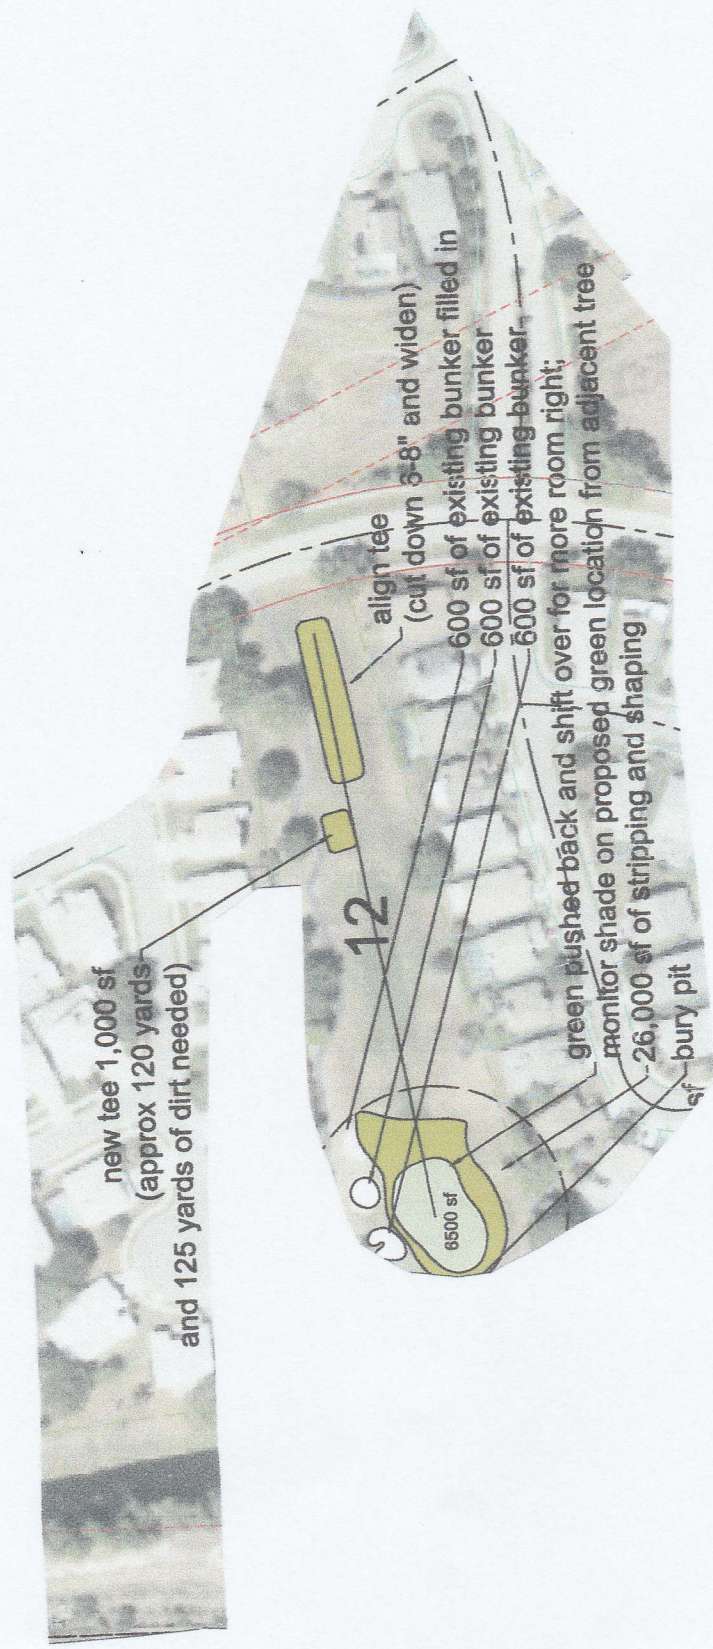 new tee 1,000 sf
(approx 120 yards
and 125 yards of dirt needed)
12
align tee
(cut down 6-8" and widen)
600 sf of existing bunker filled in
600 sf of existing bunker
600 sf of existing bunker
green pushed back and shift over for more room right;
monitor shade on proposed green location from adjacent tree
26,000 sf of stripping and shaping
bury pit
sf
6500 sf